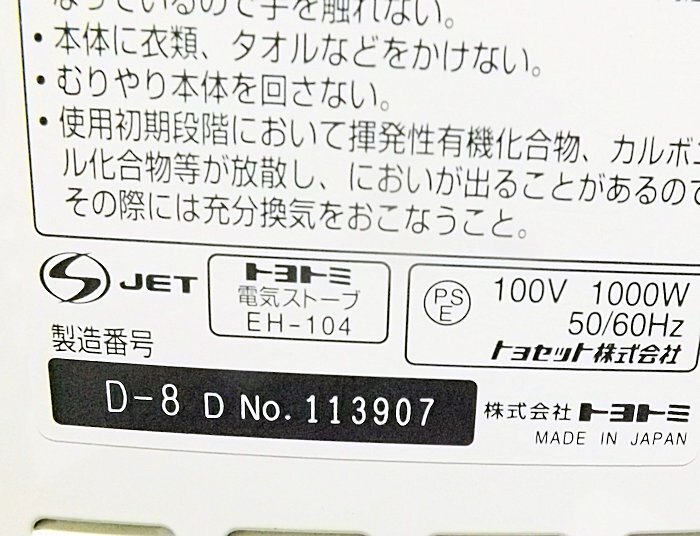 なっているので手を触れない。
・本体に衣類、タオルなどをかけない。
・むりやり本体を回さない。
・使用初期段階において揮発性有機化合物、カルボニ
ル化合物等が放散し、においが出ることがあるので
その際には充分換気をおこなうこと。
S JET
トヨトミ
電気ストーブ
EH-104
PS
E
100V 1000W
50/60Hz
トヨセット株式会社
製造番号
D-8 D No. 113907
株式会社 トヨトミ
MADE IN JAPAN